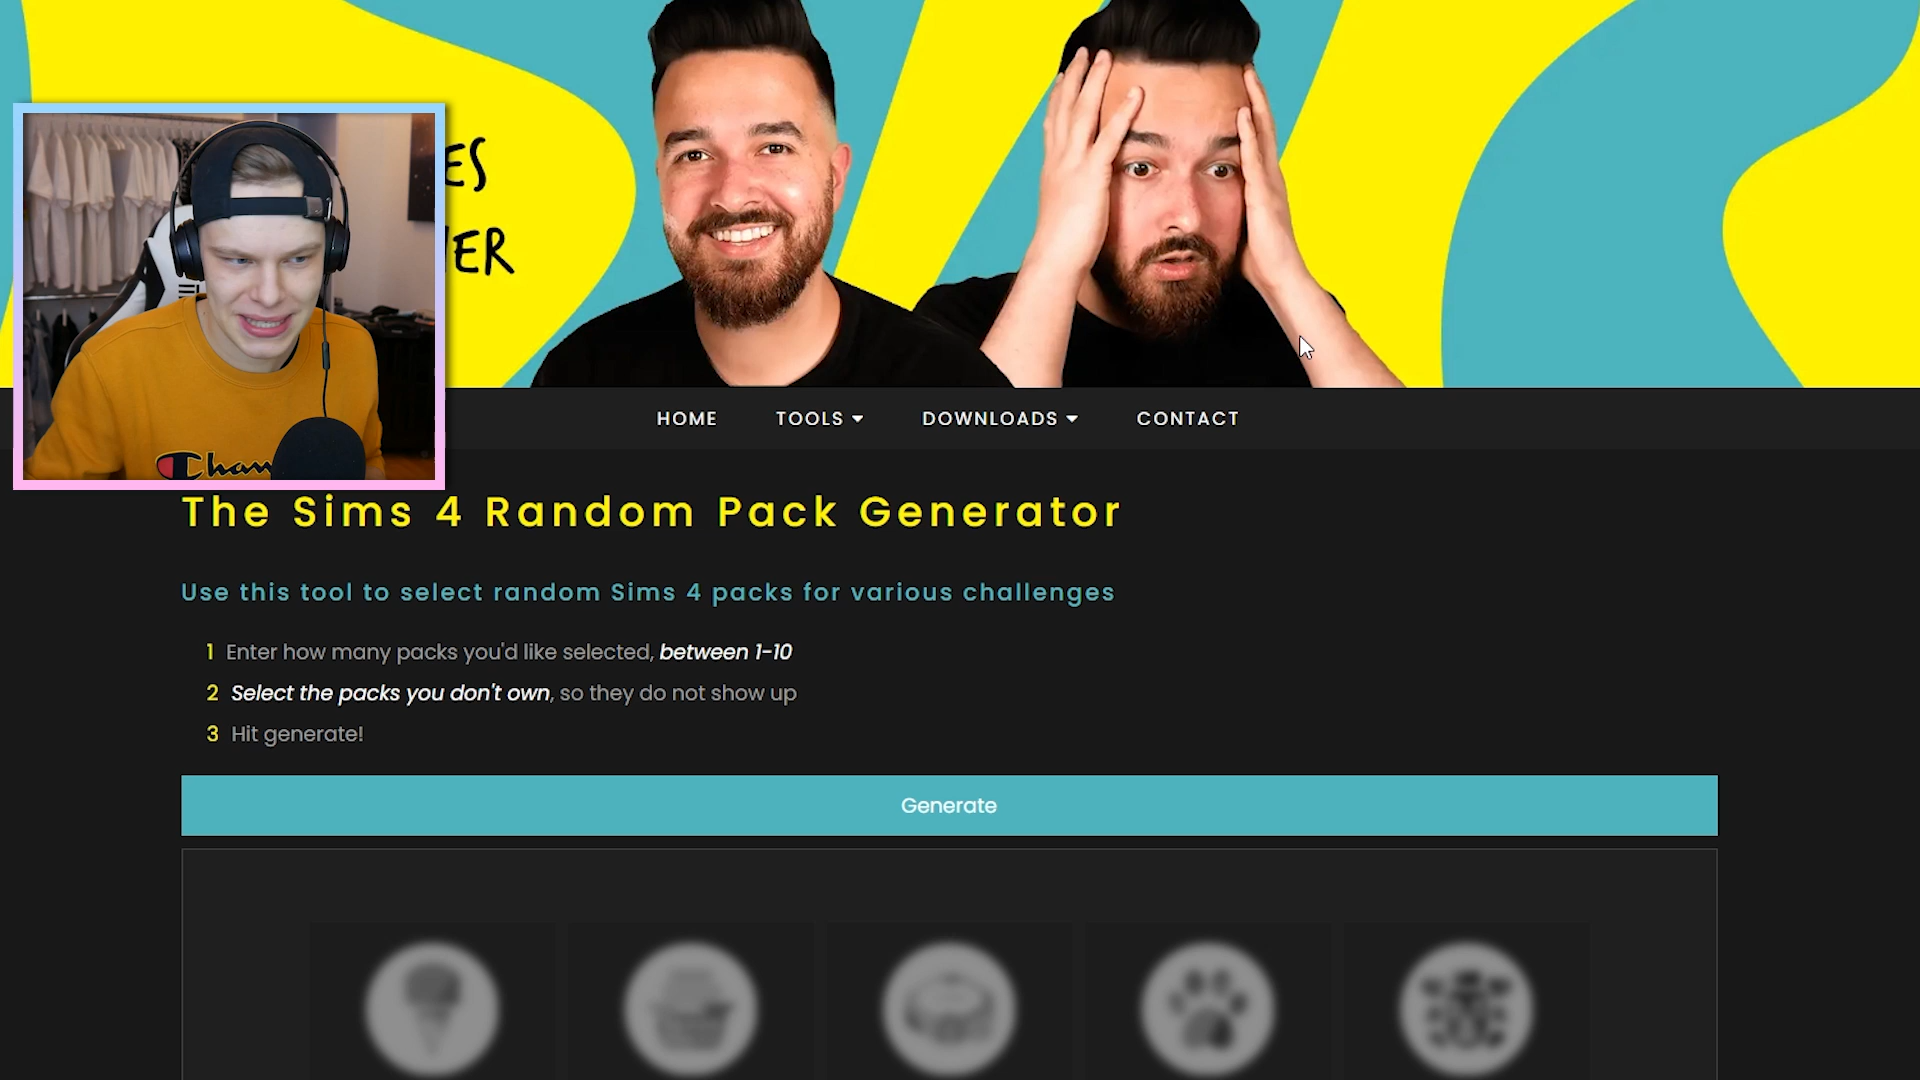 ES
ER
Cham
HOME
TOOLS
DOWNLOADS
CONTACT
The Sims 4 Random Pack Generator
Use this tool to select random Sims 4 packs for various challenges
1 Enter how many packs you'd like selected, between 1-10
2 Select the packs you don't own, so they do not show up
3 Hit generate!
Generate